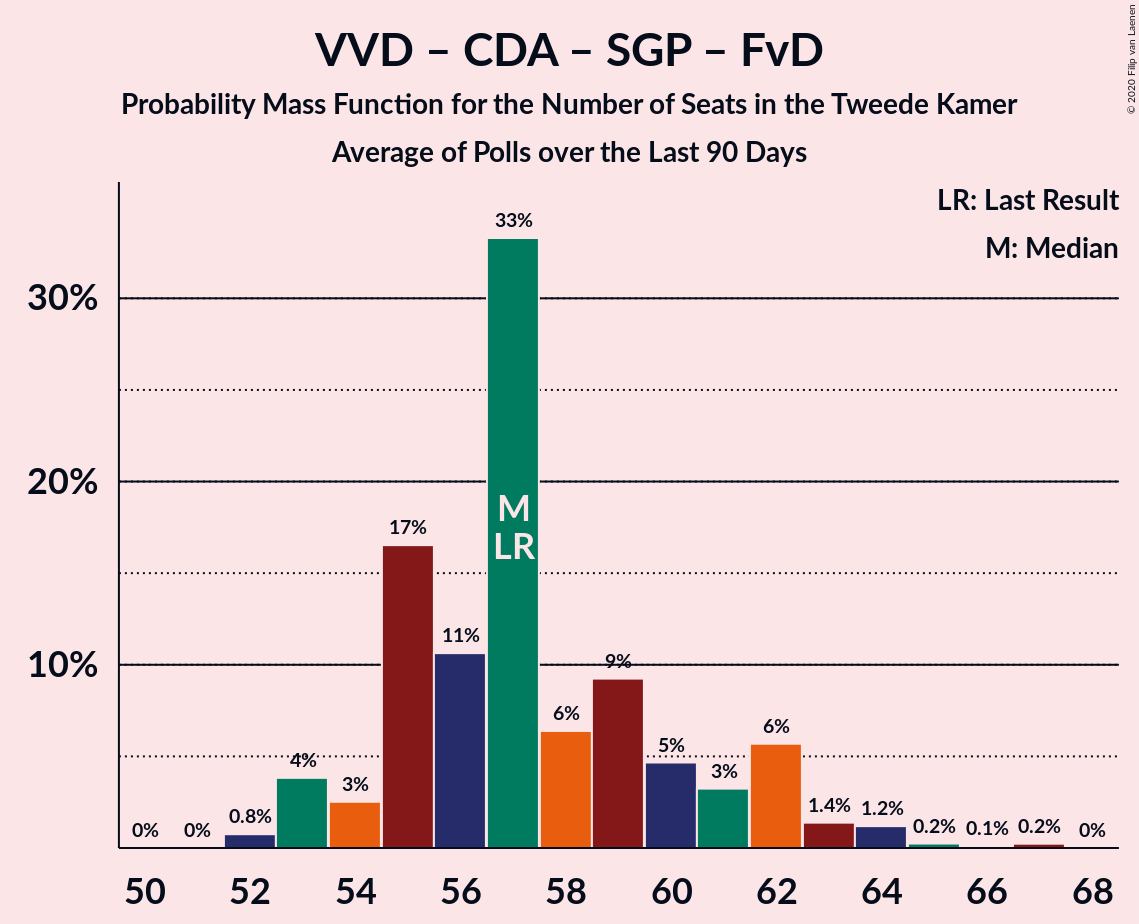 VVD – CDA – SGP – FvD
Probability Mass Function for the Number of Seats in the Tweede Kamer
Average of Polls over the Last 90 Days
© 2020 Filip van Laenen
LR: Last Result
M: Median
30%
20%
10%
0%
0%
0.8%
4%
3%
17%
11%
33%
M
LR
6%
9%
5%
3%
6%
1.4%
1.2%
0.2%
0.1%
0.2%
0%
50 52 54 56 58 60 62 64 66 68